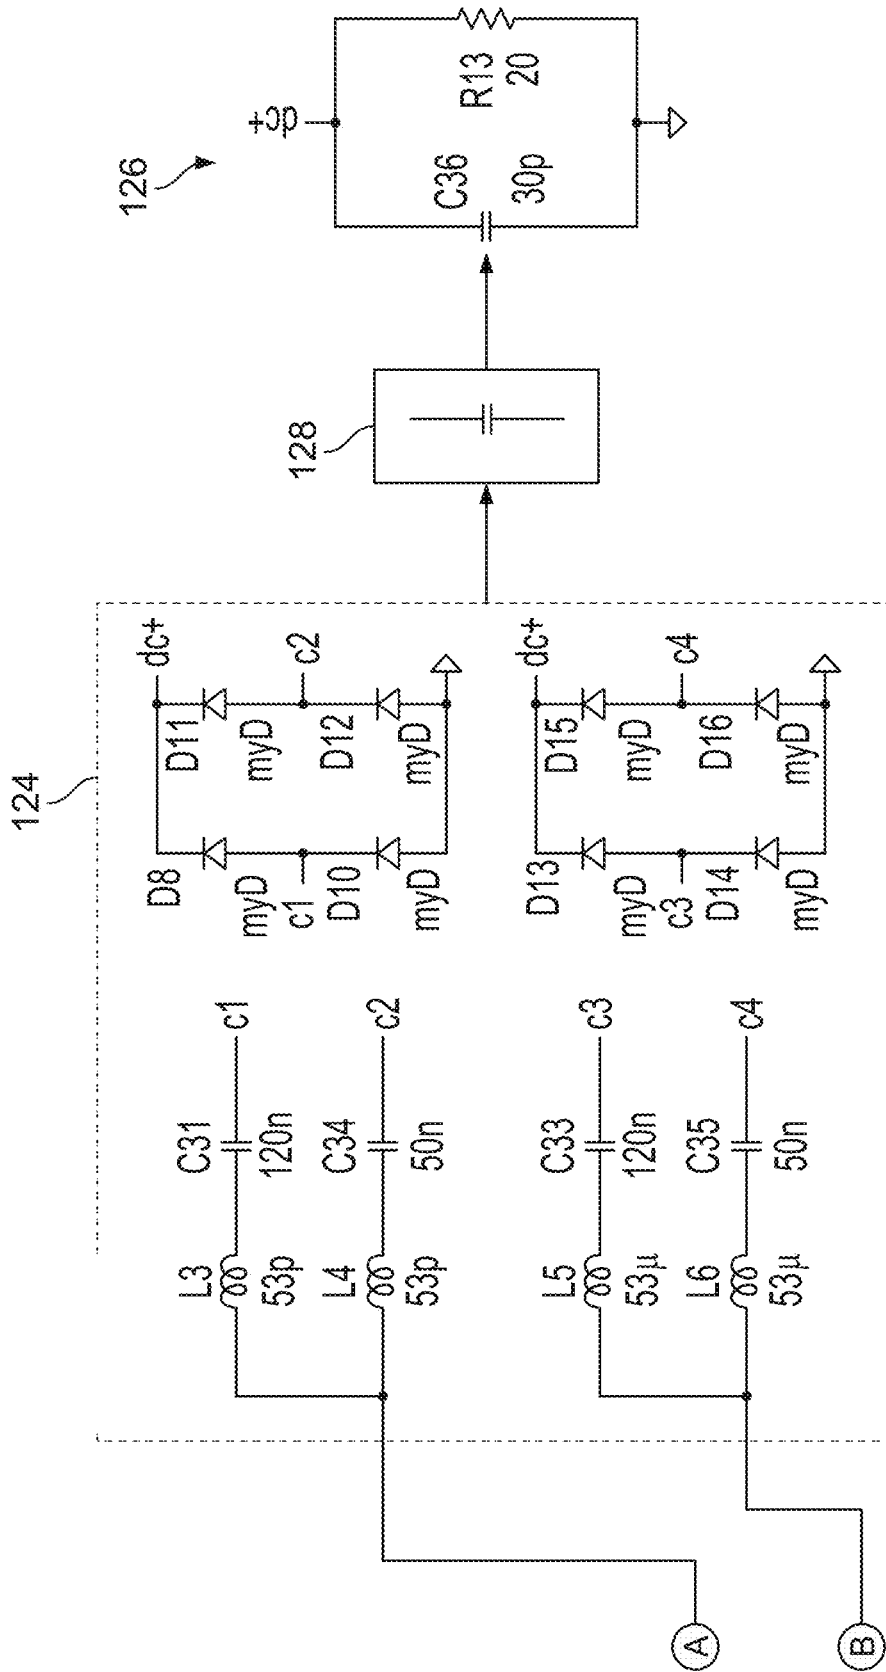 124
126
128
L3
53p
C31
120n
c1
L4
53p
C34
50n
c2
L5
53µ
C33
120n
c3
L6
53µ
C35
50n
c4
dc+
D8
myD
D11
myD
c1
c2
D10
myD
D12
myD
dc+
D13
myD
D15
myD
c3
c4
D14
myD
D16
myD
dc+
C36
30p
R13
20
A
B